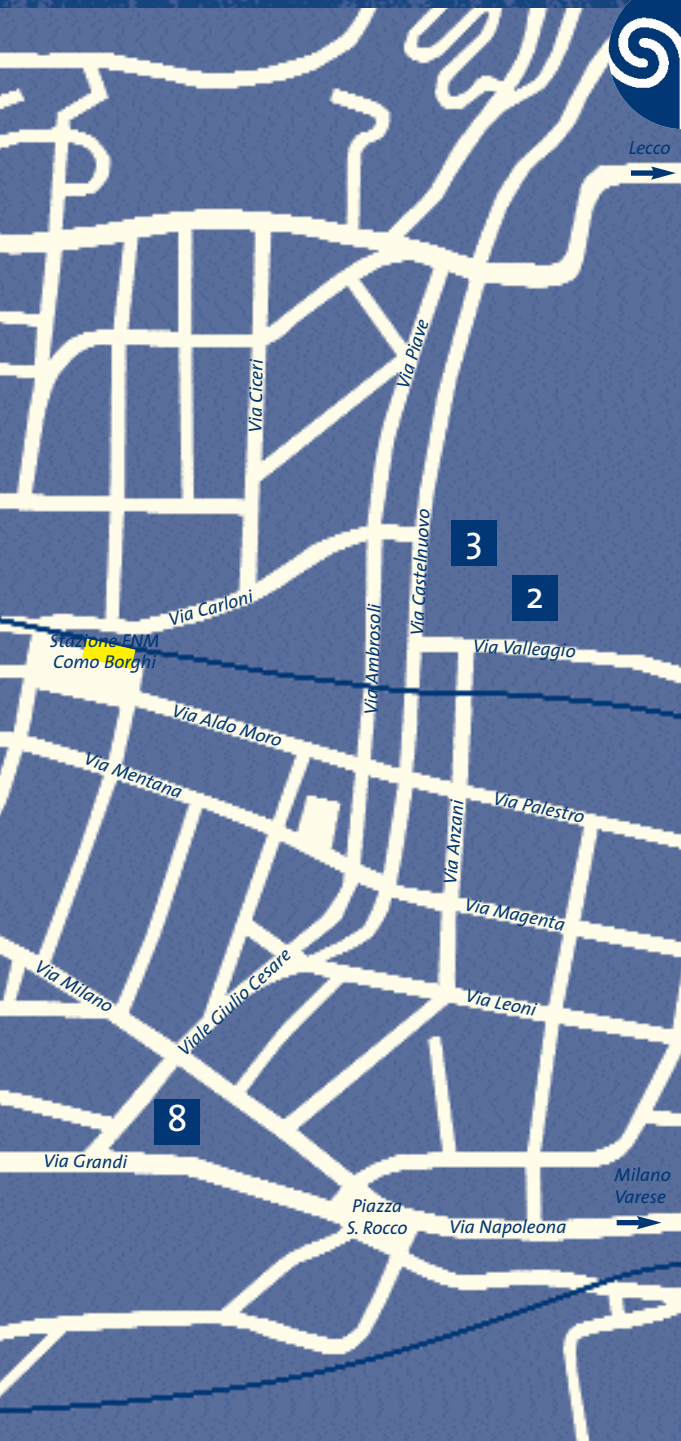 Lecco
Via Piave
Via Ciceri
Via Castelnuovo
3
2
Via Carloni
Via Ambrosoli
Stazione FNM
Como Borghi
Via Valleggio
Via Aldo Moro
Via Mentana
Via Palestro
Via Anzani
Via Magenta
Via Milano
Viale Giulio Cesare
Via Leoni
8
Via Grandi
Milano
Varese
Piazza
S. Rocco
Via Napoleona